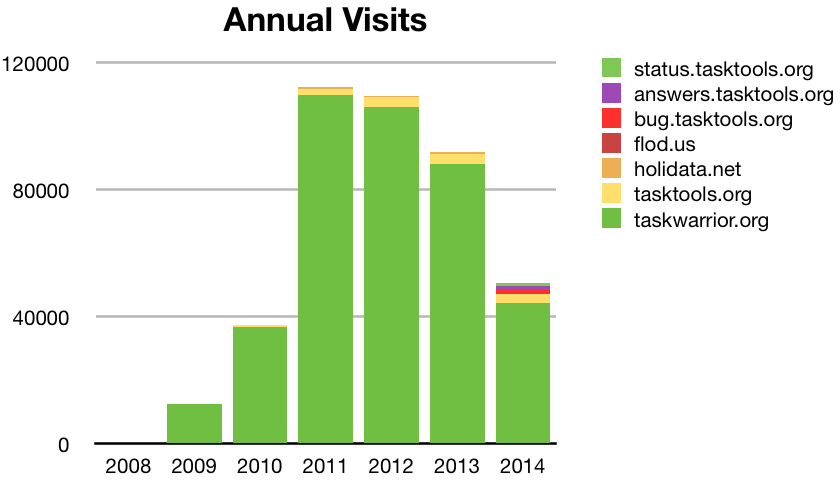 Annual Visits
120000
80000
40000
0
2008 2009 2010 2011 2012 2013 2014
status.tasktools.org
answers.tasktools.org
bug.tasktools.org
flod.us
holidata.net
tasktools.org
taskwarrior.org